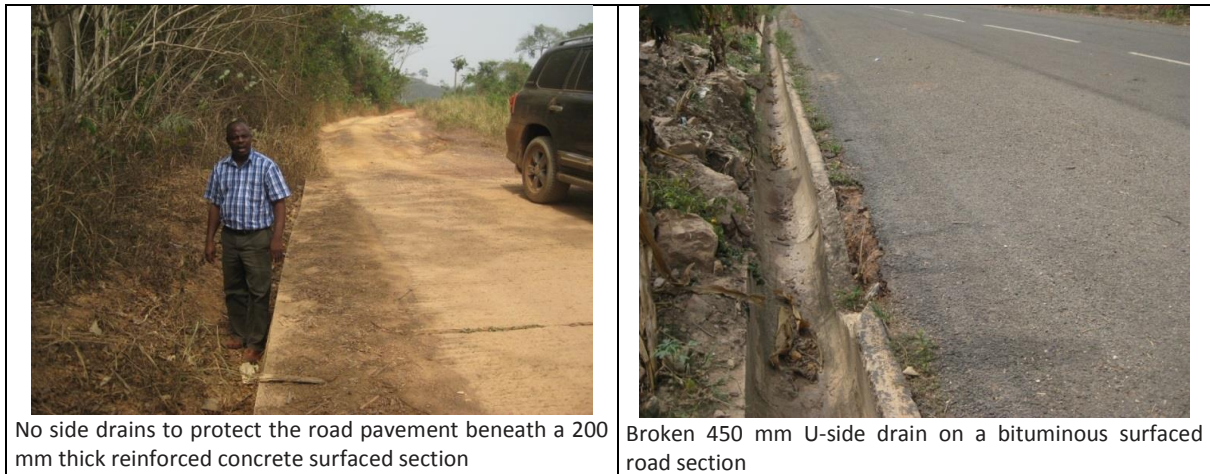 No side drains to protect the road pavement beneath a 200
mm thick reinforced concrete surfaced section
Broken 450 mm U-side drain on a bituminous surfaced
road section